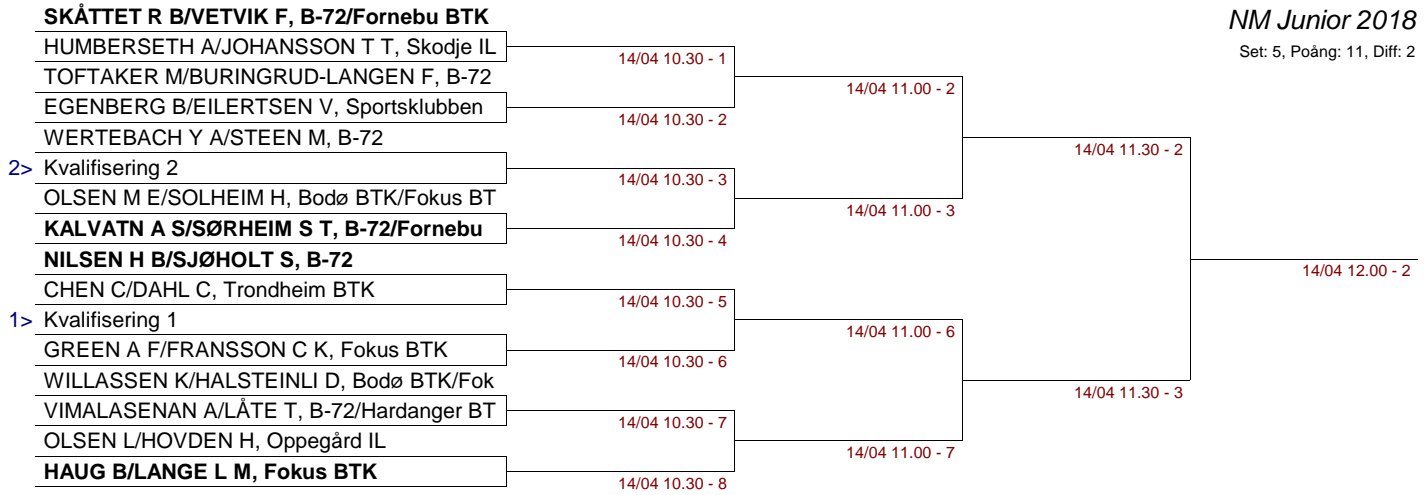 SKÅTTET R B/VETVIK F, B-72/Fornebu BTK
NM Junior 2018
HUMBERSETH A/JOHANSSON T T, Skodje IL
Set: 5, Poång: 11, Diff: 2
14/04 10.30 - 1
TOFTAKER M/BURINGRUD-LANGEN F, B-72
14/04 11.00 - 2
EGENBERG B/EILERTSEN V, Sportsklubben
14/04 10.30 - 2
WERTEBACH Y A/STEEN M, B-72
14/04 11.30 - 2
2> Kvalifisering 2
14/04 10.30 - 3
OLSEN M E/SOLHEIM H, Bodø BTK/Fokus BT
14/04 11.00 - 3
KALVATN A S/SØRHEIM S T, B-72/Fornebu
14/04 10.30 - 4
NILSEN H B/SJØHOLT S, B-72
14/04 12.00 - 2
CHEN C/DAHL C, Trondheim BTK
14/04 10.30 - 5
1> Kvalifisering 1
14/04 11.00 - 6
GREEN A F/FRANSSON C K, Fokus BTK
14/04 10.30 - 6
WILLASSEN K/HALSTEINLI D, Bodø BTK/Fok
14/04 11.30 - 3
VIMALASENAN A/LÅTE T, B-72/Hardanger BT
14/04 10.30 - 7
OLSEN L/HOVDEN H, Oppegård IL
14/04 11.00 - 7
HAUG B/LANGE L M, Fokus BTK
14/04 10.30 - 8